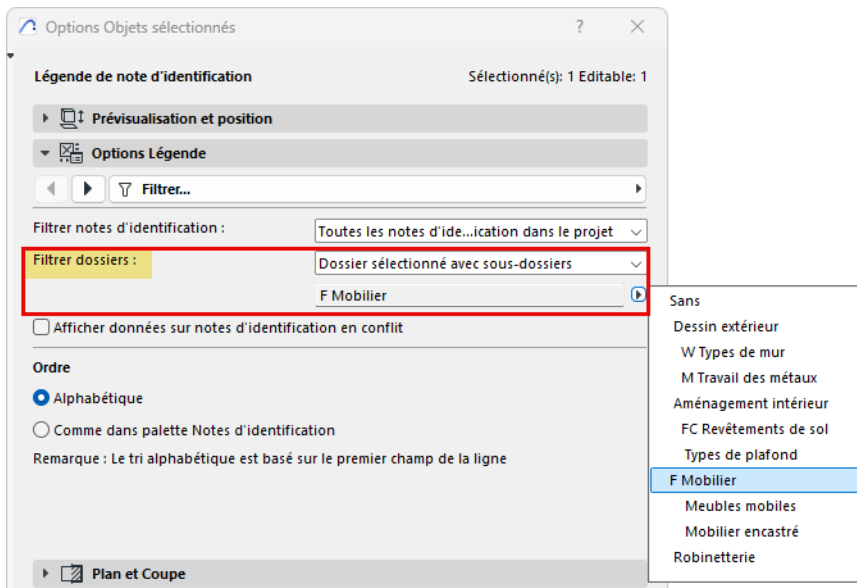 Options Objets sélectionnés
?
Légende de note d'identification
Sélectionné(s): 1 Editable: 1
Prévisualisation et position
Options Légende
Filtrer...
Filtrer notes d'identification :
Toutes les notes d'ide...ication dans le projet
Filtrer dossiers :
Dossier sélectionné avec sous-dossiers
F Mobilier
Afficher données sur notes d'identification en conflit
Ordre
Alphabétique
Comme dans palette Notes d'identification
Remarque : Le tri alphabétique est basé sur le premier champ de la ligne
Plan et Coupe
Sans
Dessin extérieur
W Types de mur
M Travail des métaux
Aménagement intérieur
FC Revêtements de sol
Types de plafond
F Mobilier
Meubles mobiles
Mobilier encastré
Robinetterie